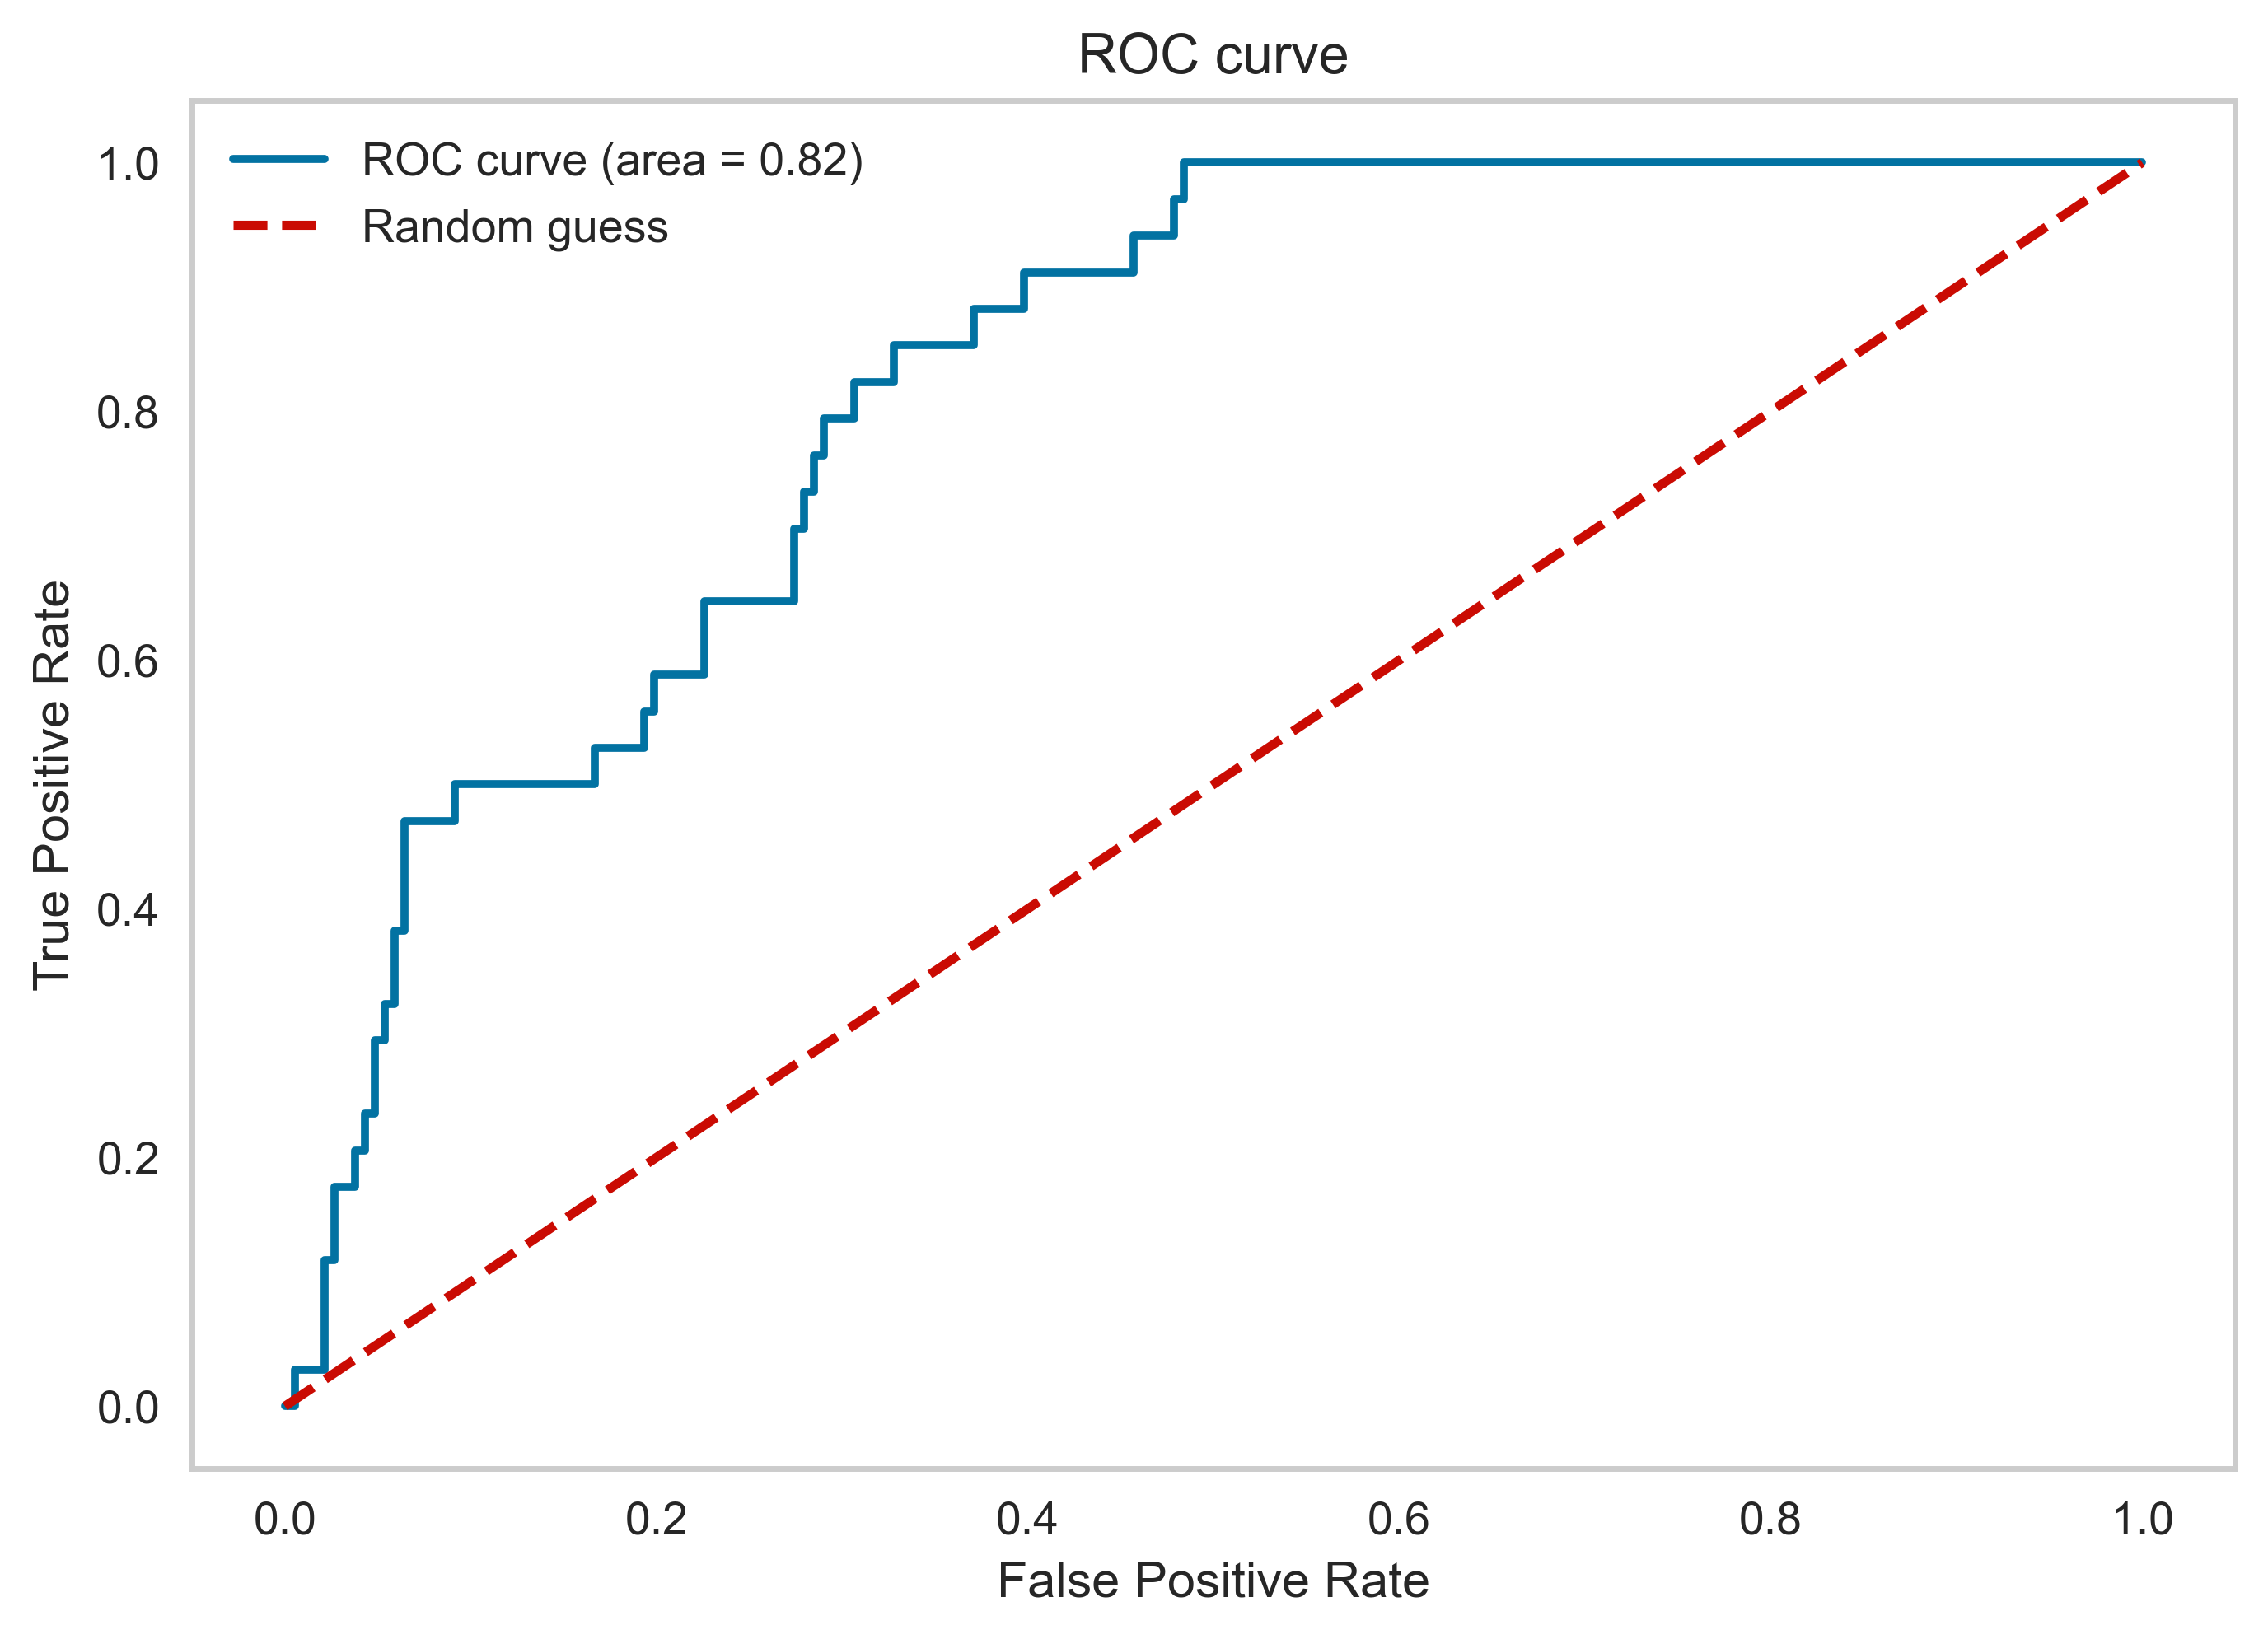 ROC curve
ROC curve (area = 0.82)
Random guess
1.0
0.8
0.6
0.4
0.2
0.0
True Positive Rate
0.0 0.2 0.4 0.6 0.8 1.0
False Positive Rate